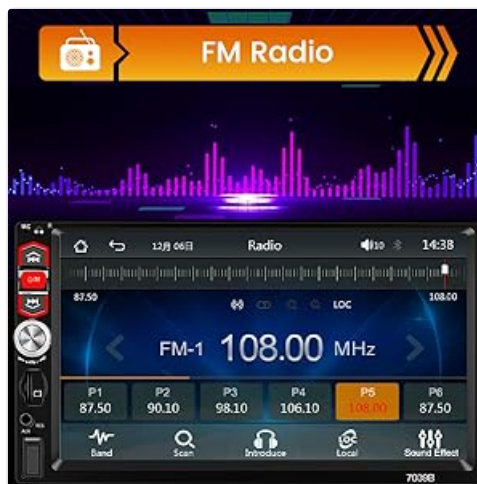 FM Radio
12月 06日 Radio 10 14:38
87.50 108.00
LOC
FM-1 108.00 MHz
P1 P2 P3 P4 P5 P6
87.50 90.10 98.10 106.10 108.00 87.50
Band Scan Introduce Local Sound Effect
7039B